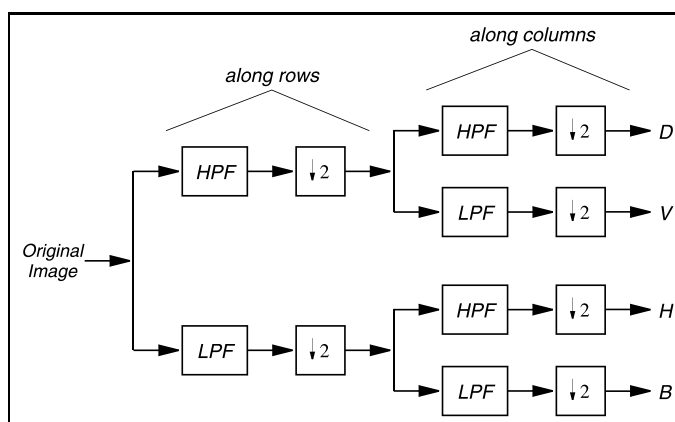 along columns
along rows
HPF ↓2 D
HPF ↓2
LPF ↓2 V
Original
Image
HPF ↓2 H
LPF ↓2
LPF ↓2 B